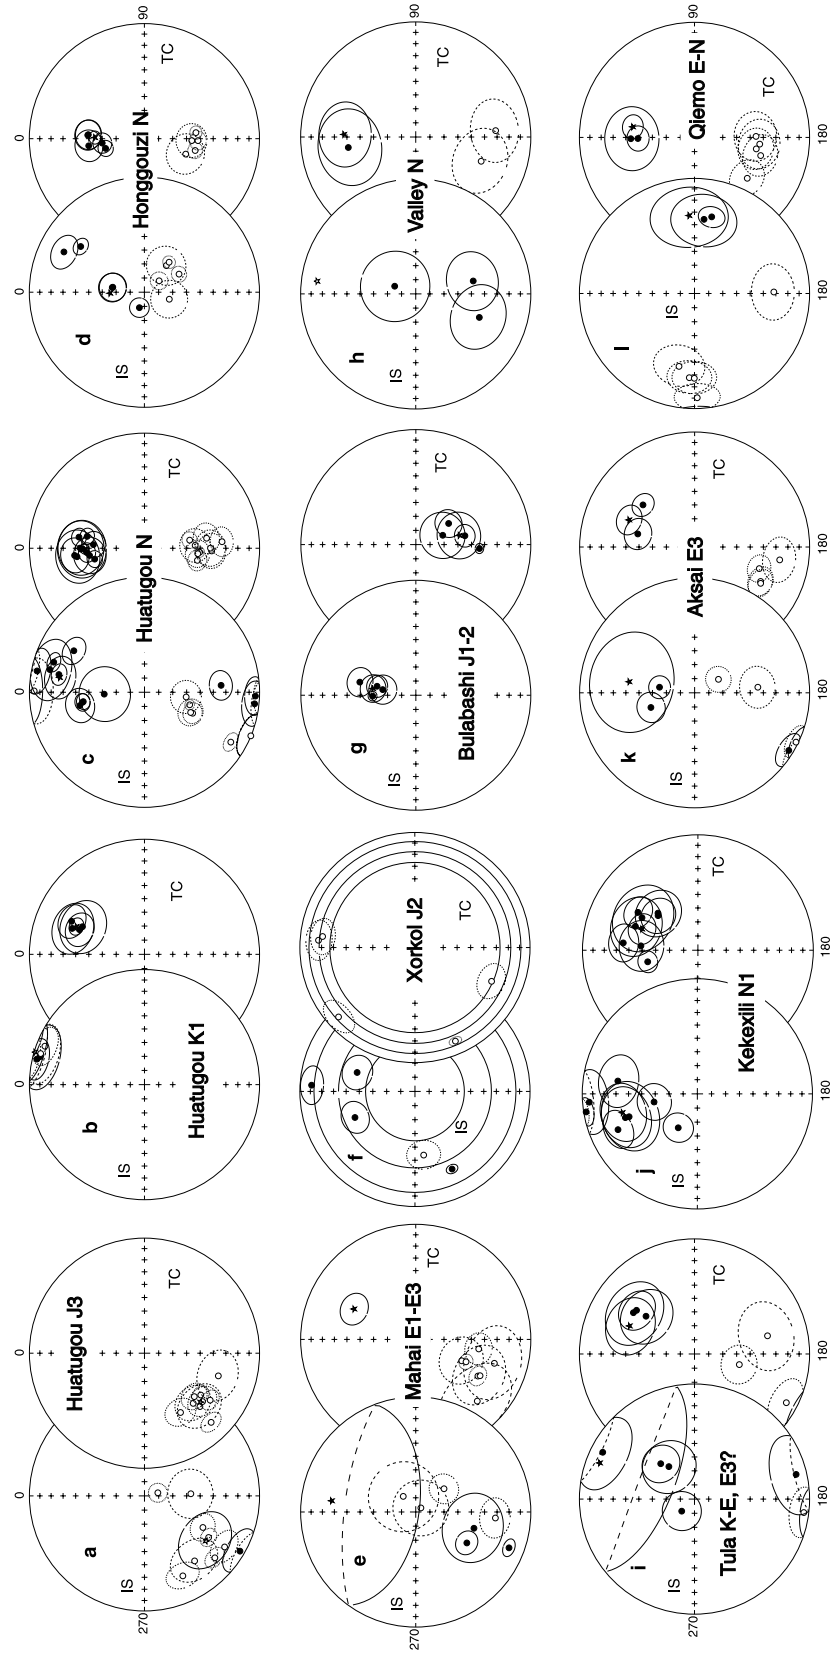 0
0
a
Huatugou J3
IS
TC
270
0
0
b
Huatugou K1
IS
TC
0
0
c
Huatugou N
IS
TC
0
0
d
Honggouzi N
IS
TC
90
e
Mahai E1-E3
IS
TC
270
f
Xorkol J2
IS
TC
g
Bulabashi J1-2
IS
TC
h
Valley N
IS
TC
90
i
Tula K-E, E3?
IS
TC
270
180
180
j
Kekexili N1
IS
TC
180
180
k
Aksai E3
IS
TC
180
180
l
Qiemo E-N
IS
TC
90
180
180